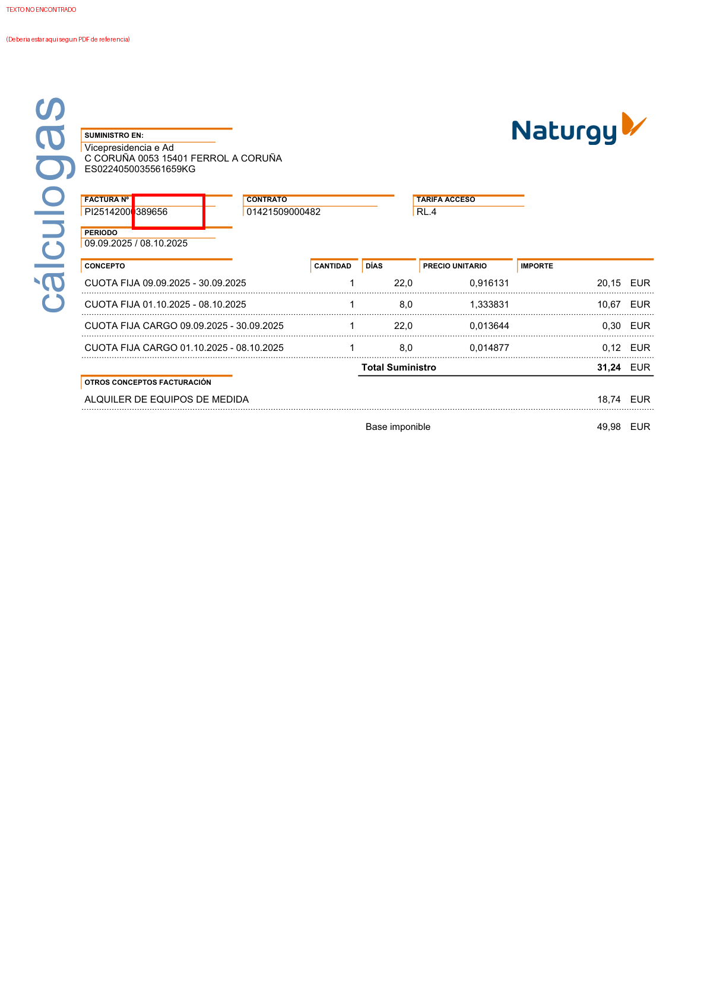 TEXTO NO ENCONTRADO
(Deberia estar aqui segun PDF de referencia)
cálculogas
Naturgy
SUMINISTRO EN:
Vicepresidencia e Ad
C CORUÑA 0053 15401 FERROL A CORUÑA
ES0224050035561659KG
FACTURA Nº CONTRATO TARIFA ACCESO
PI25142000389656 01421509000482 RL.4
PERIODO
09.09.2025 / 08.10.2025
CONCEPTO CANTIDAD DÍAS PRECIO UNITARIO IMPORTE
CUOTA FIJA 09.09.2025 - 30.09.2025 1 22,0 0,916131 20,15 EUR
CUOTA FIJA 01.10.2025 - 08.10.2025 1 8,0 1,333831 10,67 EUR
CUOTA FIJA CARGO 09.09.2025 - 30.09.2025 1 22,0 0,013644 0,30 EUR
CUOTA FIJA CARGO 01.10.2025 - 08.10.2025 1 8,0 0,014877 0,12 EUR
Total Suministro 31,24 EUR
OTROS CONCEPTOS FACTURACIÓN
ALQUILER DE EQUIPOS DE MEDIDA 18,74 EUR
Base imponible 49,98 EUR